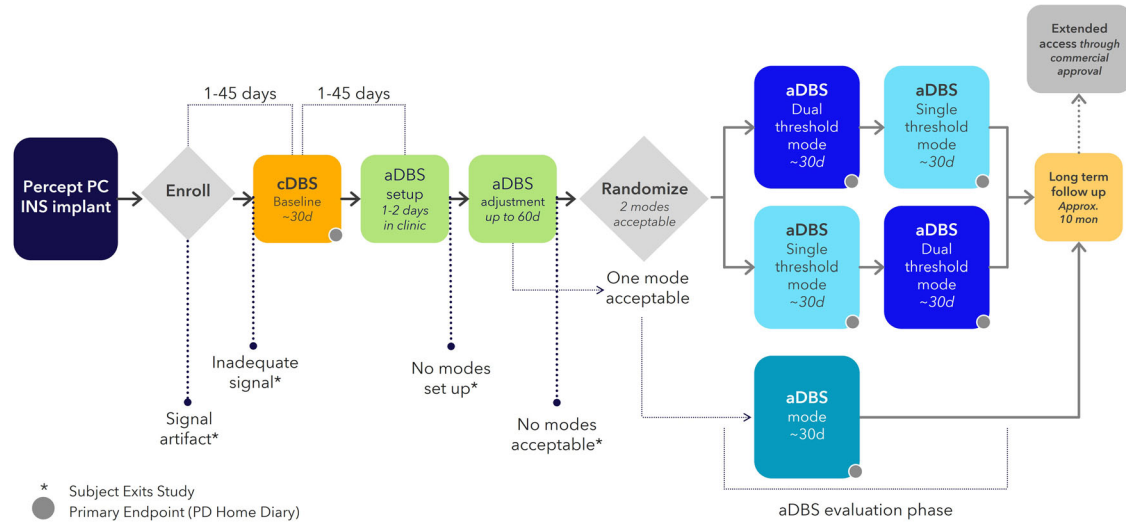 1-45 days
1-45 days
Percept PC
INS implant
Enroll
cDBS
Baseline
~30d
aDBS
setup
1-2 days
in clinic
aDBS
adjustment
up to 60d
Randomize
2 modes
acceptable
aDBS
Dual
threshold
mode
~30d
aDBS
Single
threshold
mode
~30d
aDBS
Single
threshold
mode
~30d
aDBS
Dual
threshold
mode
~30d
Extended
access through
commercial
approval
Long term
follow up
Approx.
10 mon
One mode
acceptable
aDBS
mode
~30d
Inadequate
signal*
No modes
set up*
Signal
artifact*
No modes
acceptable*
aDBS evaluation phase
* Subject Exits Study
Primary Endpoint (PD Home Diary)